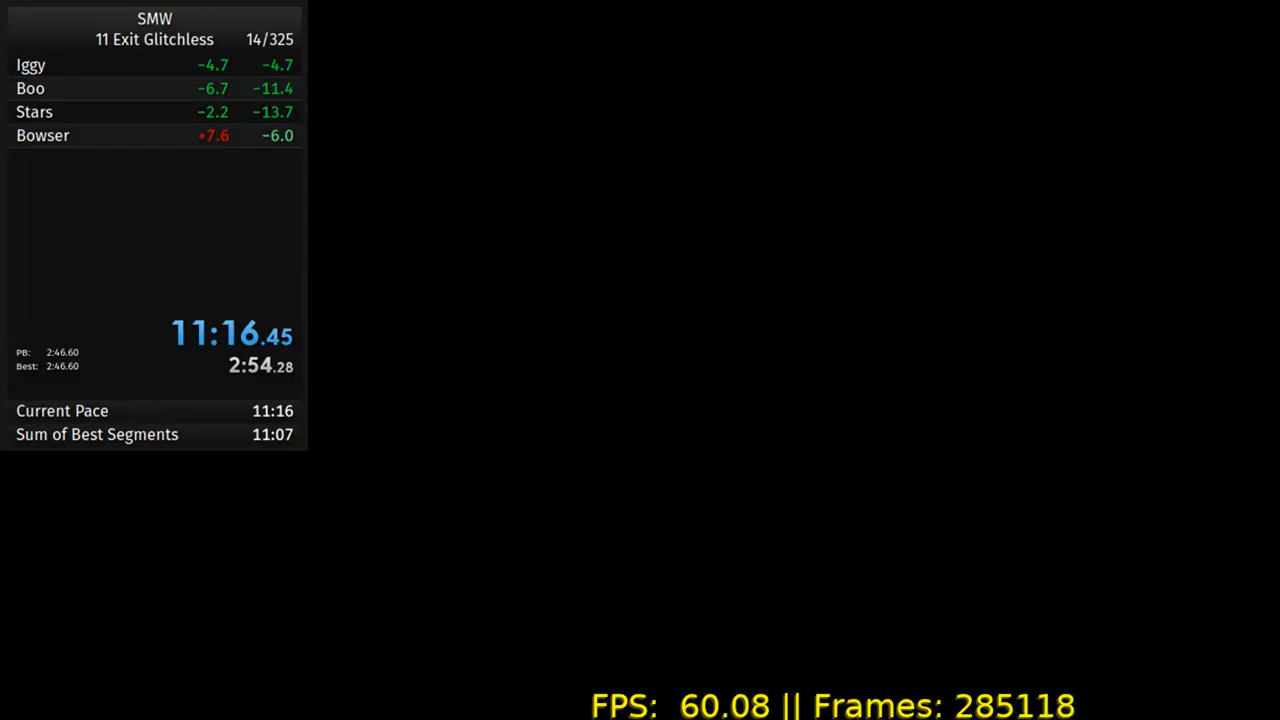 SMW
11 Exit Glitchless 14/325
Iggy −4.7 −4.7
Boo −6.7 −11.4
Stars −2.2 −13.7
Bowser +7.6 −6.0
11:16.45
PB: 2:46.60
2:54.28
Best: 2:46.60
Current Pace 11:16
Sum of Best Segments 11:07
FPS: 60.08 || Frames: 285118